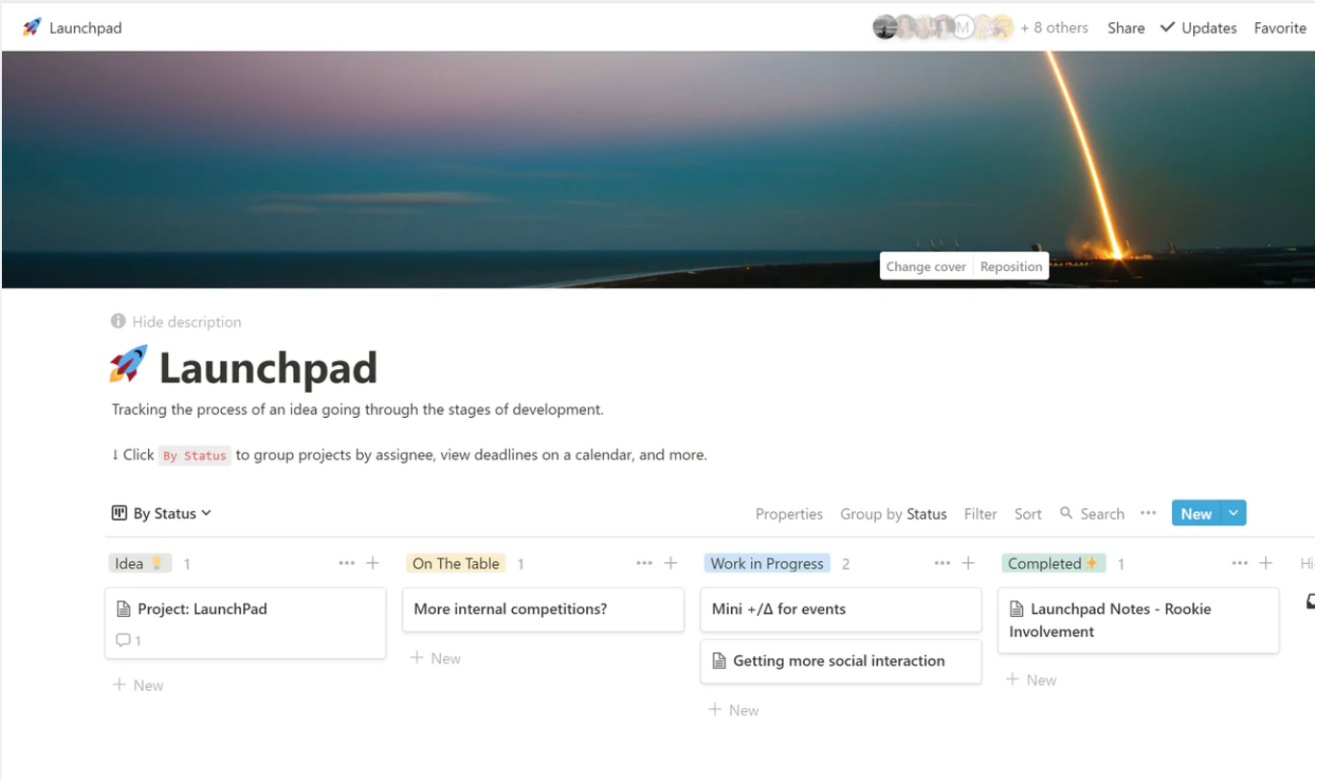 Launchpad
M + 8 others Share Updates Favorite
Change cover Reposition
Hide description
Launchpad
Tracking the process of an idea going through the stages of development.
↓ Click By Status to group projects by assignee, view deadlines on a calendar, and more.
By Status
Properties Group by Status Filter Sort Search ••• New
Idea 1 ••• +
On The Table 1 ••• +
Work in Progress 2 ••• +
Completed 1 ••• +
Project: LaunchPad
1
+ New
More internal competitions?
+ New
Mini +/Δ for events
Getting more social interaction
+ New
Launchpad Notes - Rookie
Involvement
+ New